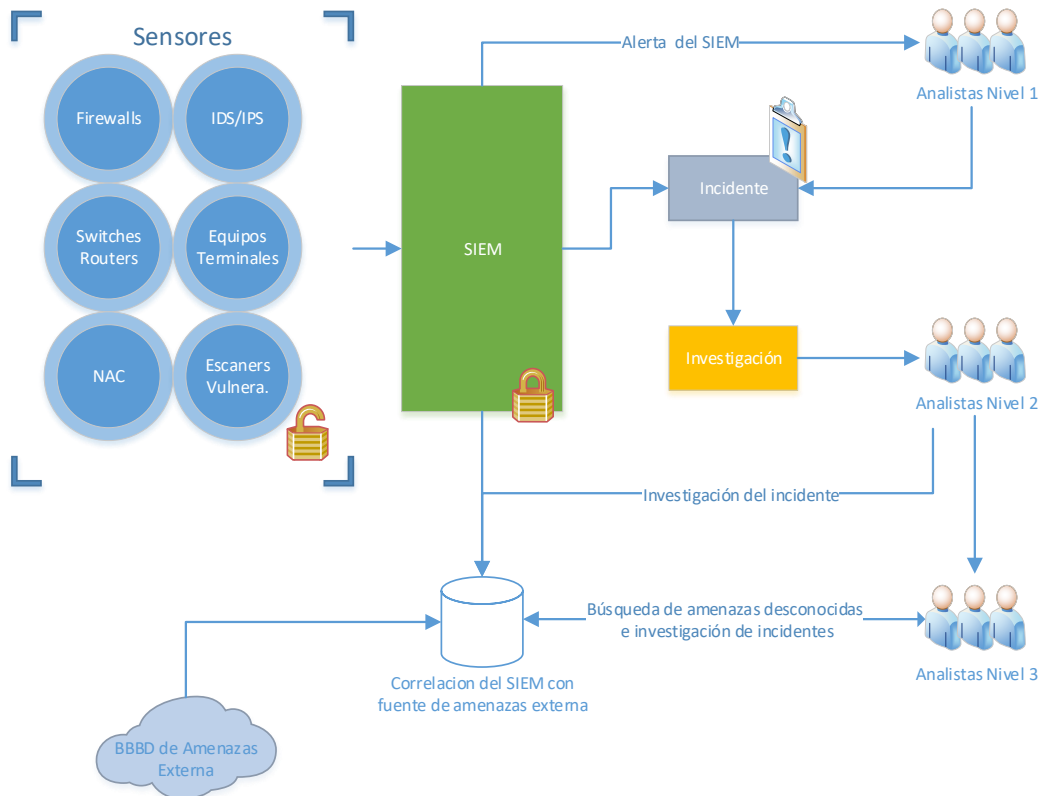 Sensores
Firewalls
IDS/IPS
Switches
Routers
Equipos
Terminales
NAC
Escaners
Vulnera.
SIEM
Alerta del SIEM
Analistas Nivel 1
Incidente
Investigación
Analistas Nivel 2
Investigación del incidente
Búsqueda de amenazas desconocidas
e investigación de incidentes
Analistas Nivel 3
Correlacion del SIEM con
fuente de amenazas externa
BBBD de Amenazas
Externa